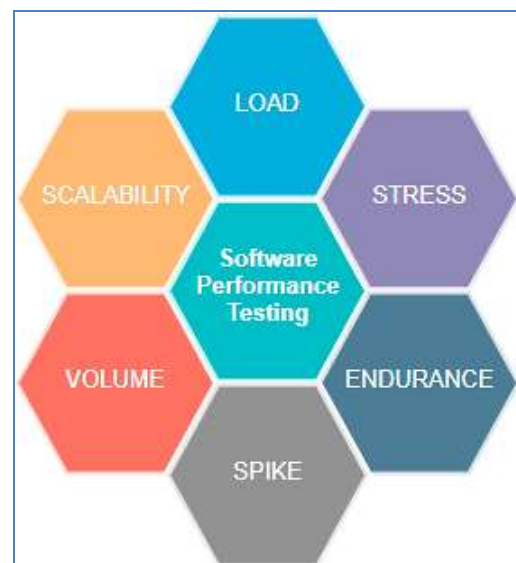 LOAD
SCALABILITY
STRESS
Software
Performance
Testing
VOLUME
ENDURANCE
SPIKE